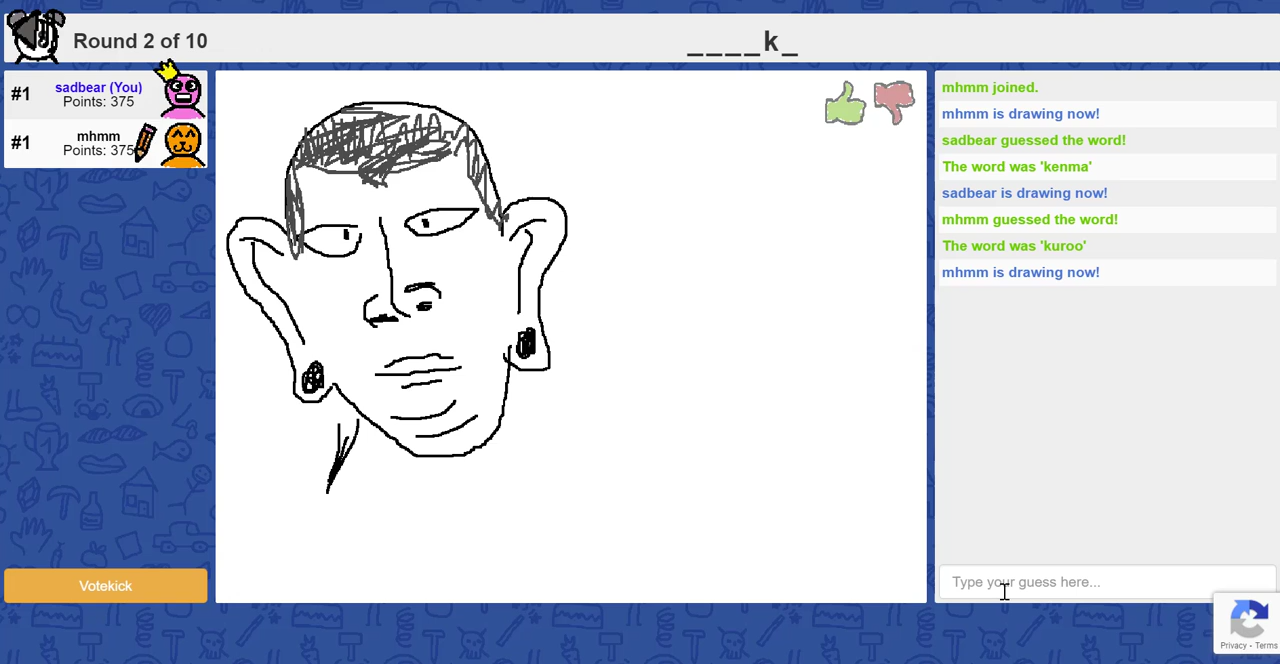 Round 2 of 10
____k_
#1 sadbear (You)
Points: 375
#1 mhmm
Points: 375
mhmm joined.
mhmm is drawing now!
sadbear guessed the word!
The word was 'kenma'
sadbear is drawing now!
mhmm guessed the word!
The word was 'kuroo'
mhmm is drawing now!
Votekick
Type your guess here...
Privacy - Terms